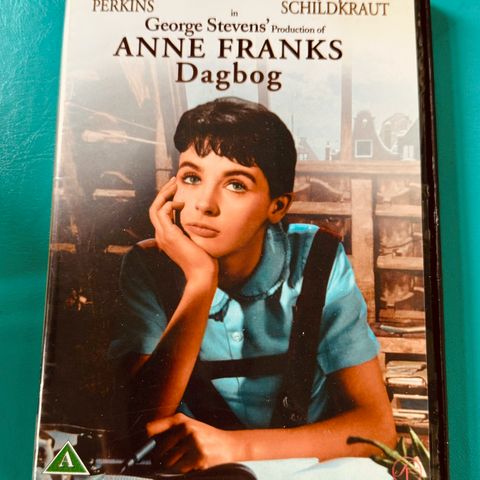 PERKINS SCHILDKRAUT
in
George Stevens' Production of
ANNE FRANKS
Dagbog
A